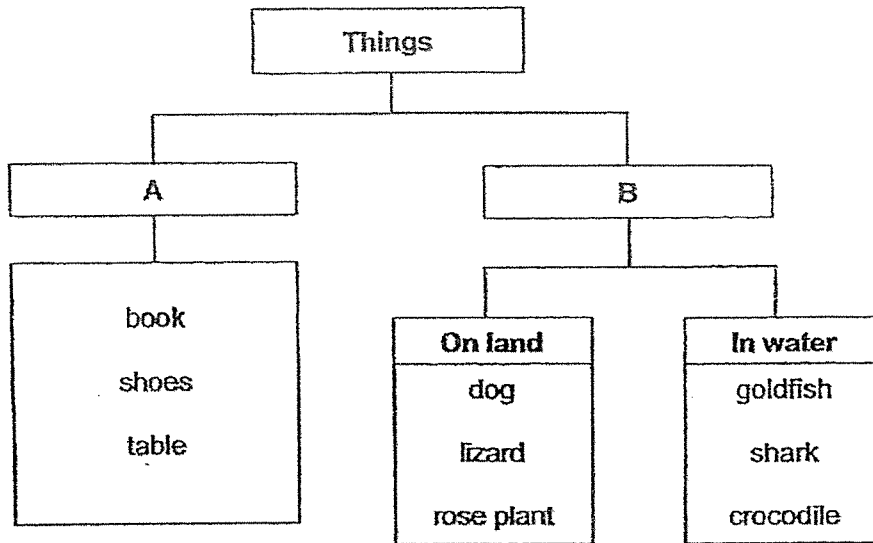 Things
A
B
book
shoes
table
On land
dog
lizard
rose plant
In water
goldfish
shark
crocodile